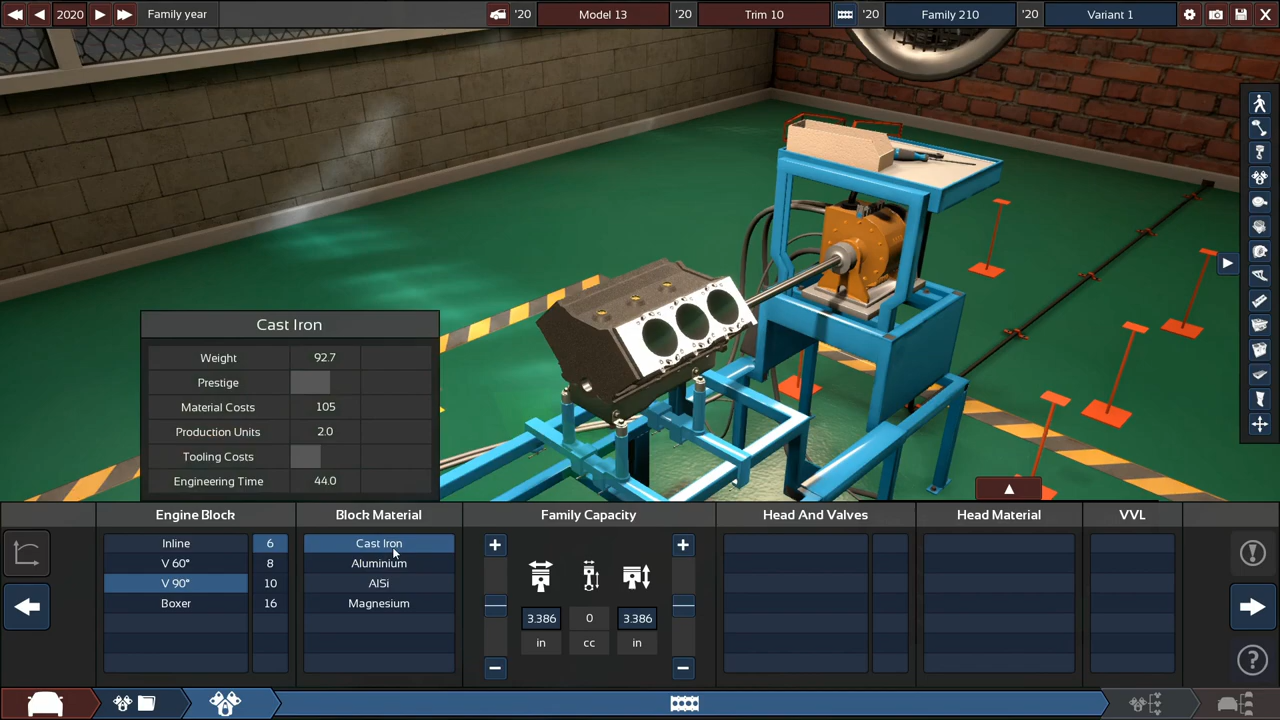 2020 Family year '20 Model 13 '20 Trim 10 '20 Family 210 '20 Variant 1
Cast Iron
Weight 92.7
Prestige
Material Costs 105
Production Units 2.0
Tooling Costs
Engineering Time 44.0
Engine Block Block Material Family Capacity Head And Valves Head Material VVL
Inline 6 Cast Iron
V 60° 8 Aluminium
V 90° 10 AlSi
Boxer 16 Magnesium
3.386 0 3.386
in cc in